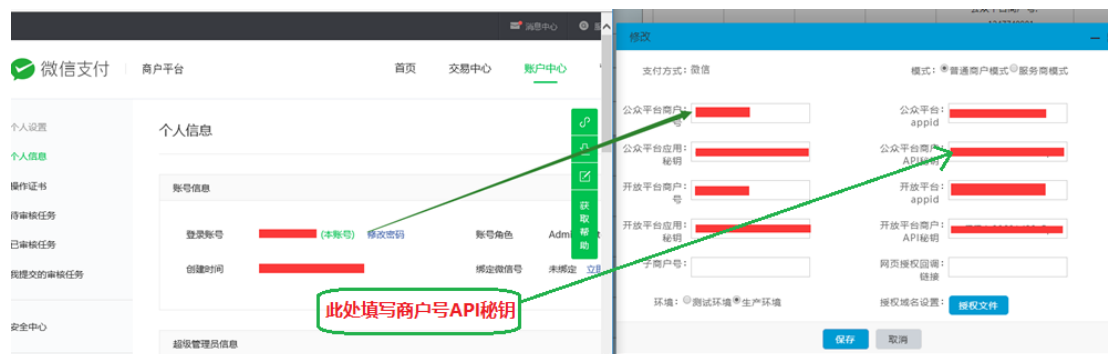 消息中心
微信支付
商户平台
首页
交易中心
账户中心
个人设置
个人信息
操作证书
待审核任务
已审核任务
我提交的审核任务
安全中心
个人信息
账号信息
登录账号
(本账号)
修改密码
账号角色
创建时间
绑定微信号
未绑定
超级管理员信息
获取帮助
此处填写商户号API秘钥
修改
支付方式：微信
模式：普通商户模式 服务商模式
公众平台商户号：
公众平台：appid
公众平台应用：秘钥
公众平台商户：API秘钥
开放平台商户号：
开放平台：appid
开放平台应用：秘钥
开放平台商户：API秘钥
子商户号：
网页授权回调：链接
环境：测试环境 生产环境
授权域名设置：
授权文件
保存
取消